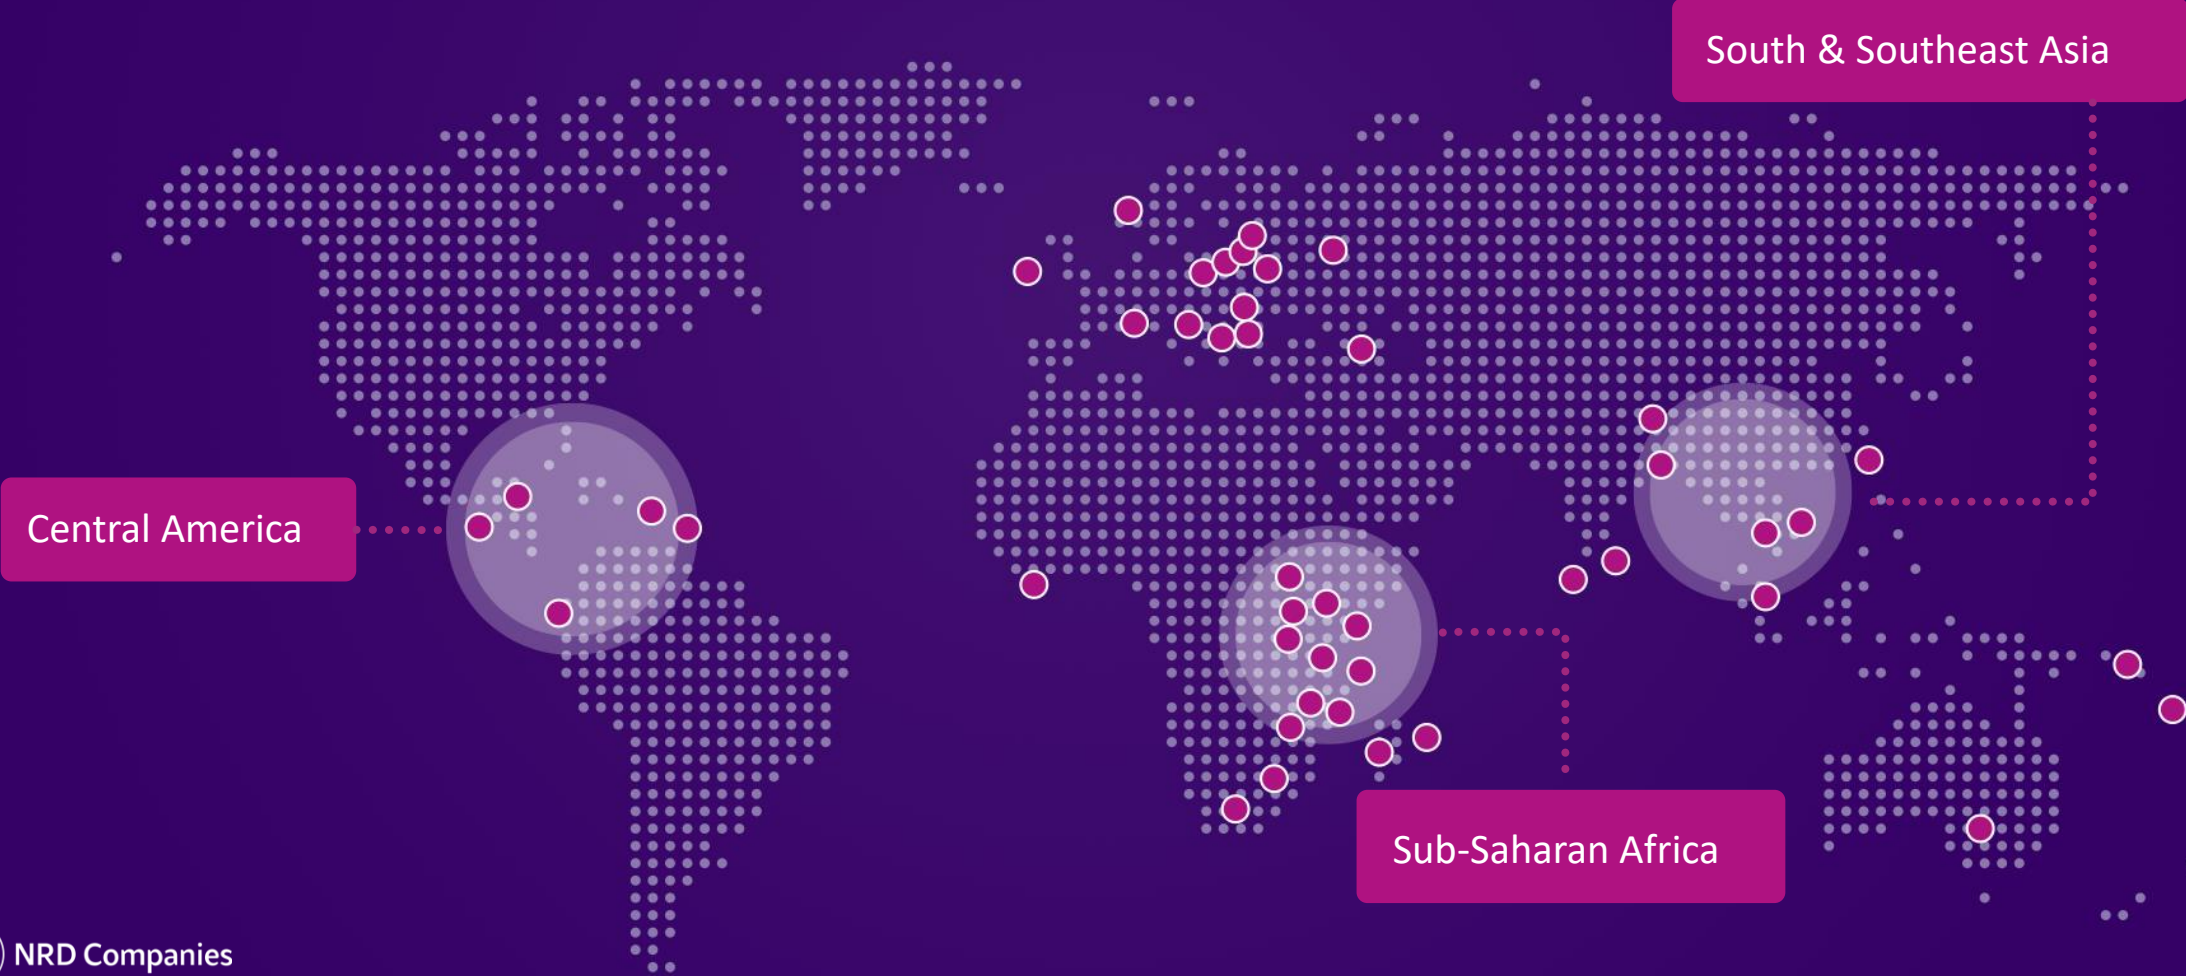 South & Southeast Asia
Central America
Sub-Saharan Africa
NRD Companies